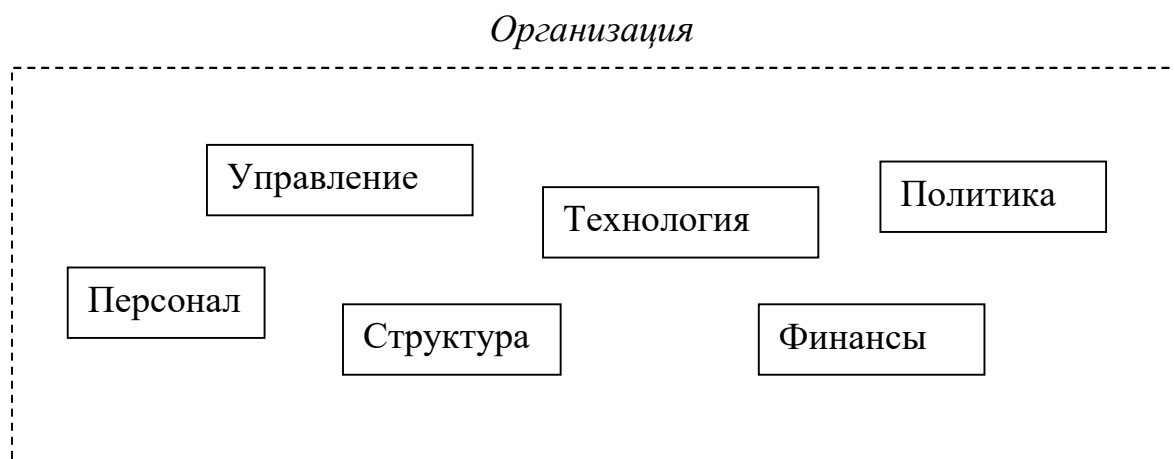 Организация
Управление
Технология
Политика
Персонал
Структура
Финансы